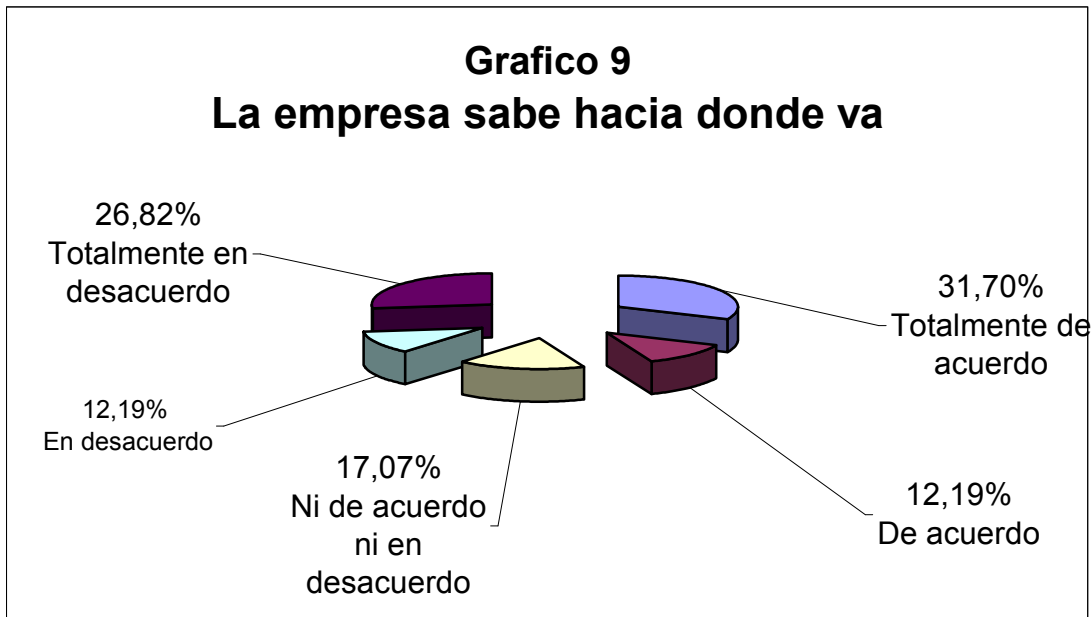 Grafico 9
La empresa sabe hacia donde va
26,82%
Totalmente en
desacuerdo
31,70%
Totalmente de
acuerdo
12,19%
En desacuerdo
17,07%
Ni de acuerdo
ni en
desacuerdo
12,19%
De acuerdo